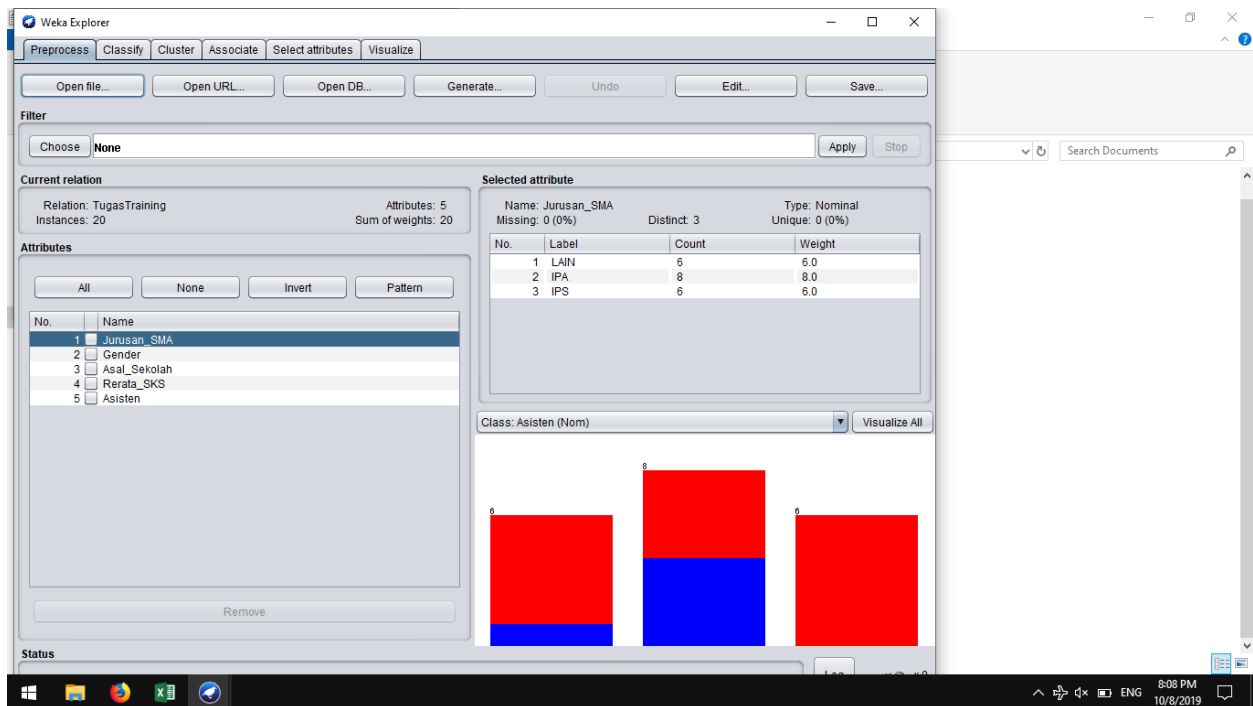 Weka Explorer
Preprocess Classify Cluster Associate Select attributes Visualize
Open file... Open URL... Open DB... Generate... Undo Edit... Save...
Filter
Choose None Apply Stop
Search Documents
Current relation
Relation: TugasTraining Attributes: 5
Instances: 20 Sum of weights: 20
Attributes
All None Invert Pattern
No. Name
1 Jurusan_SMA
2 Gender
3 Asal_Sekolah
4 Rerata_SKS
5 Asisten
Remove
Selected attribute
Name: Jurusan_SMA Type: Nominal
Missing: 0 (0%) Distinct: 3 Unique: 0 (0%)
No. Label Count Weight
1 LAIN 6 6.0
2 IPA 8 8.0
3 IPS 6 6.0
Class: Asisten (Nom) Visualize All
6 8 6
Status
ENG
8:08 PM
10/8/2019